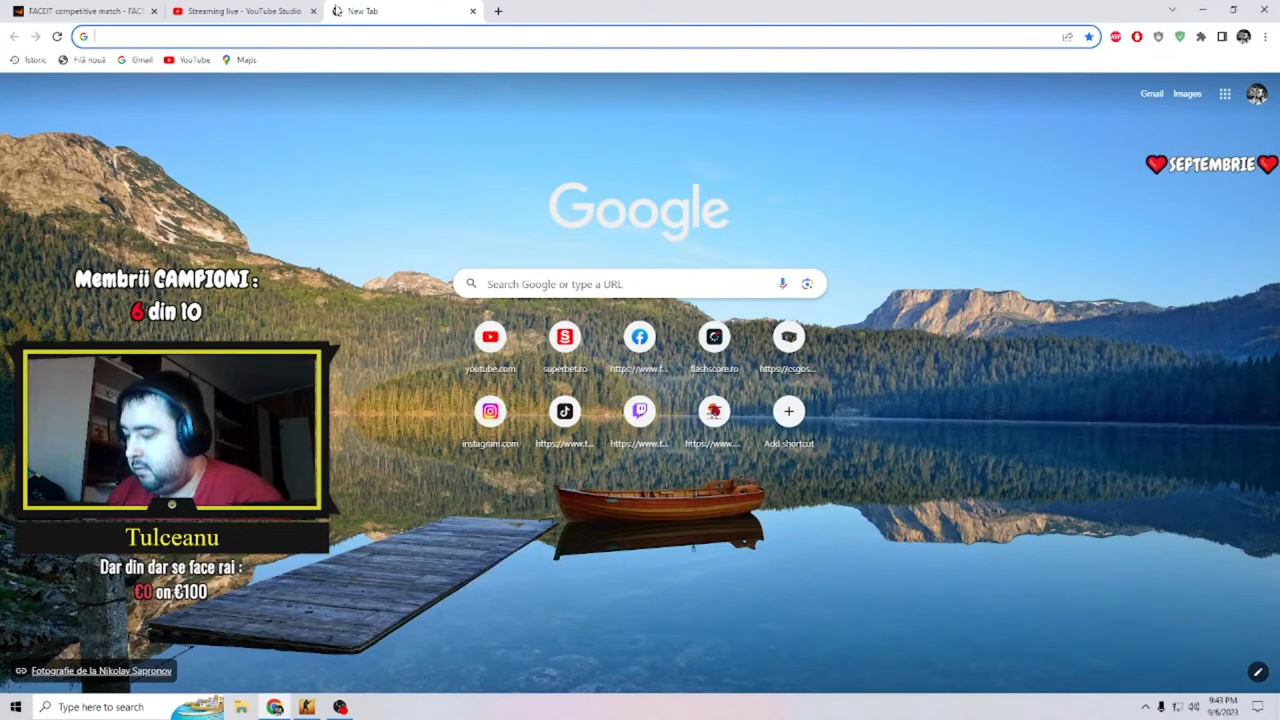 FACEIT competitive match - FAC
Streaming live - YouTube Studio
New Tab
Istoric
Filă nouă
Gmail
YouTube
Maps
Gmail
Images
SEPTEMBRIE
Google
Membrii CAMPIONI :
6 din 10
Search Google or type a URL
youtube.com
superbet.ro
https://www.f...
flashscore.ro
https://csgos...
instagram.com
https://www.t...
https://www.t...
https://www....
Add shortcut
Tulceanu
Dar din dar se face rai :
€0 on €100
Fotografie de la Nikolay Sapronov
Type here to search
9:43 PM
9/6/2023